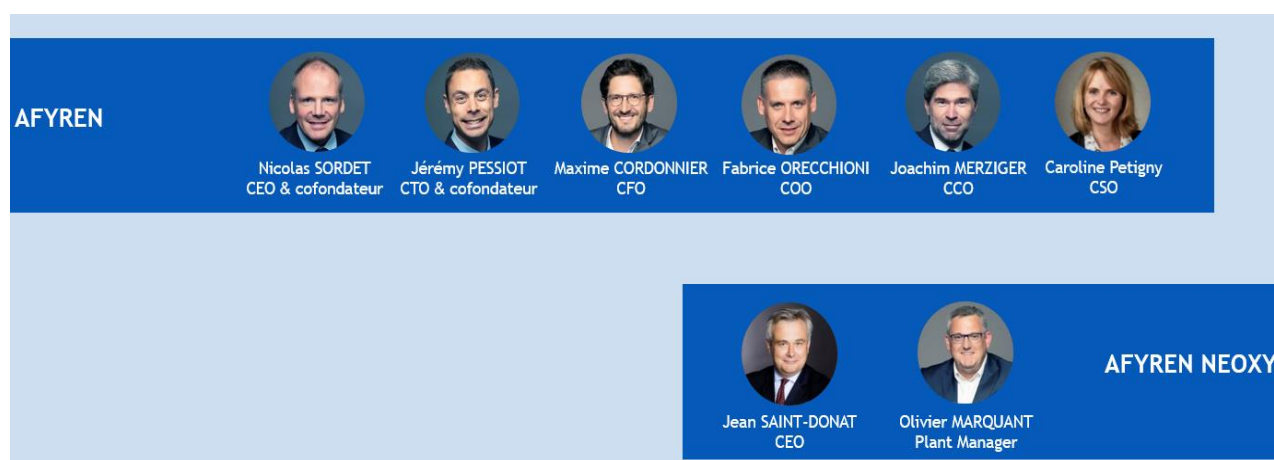 AFYREN
Nicolas SORDET
CEO & cofondateur
Jérémy PESSIOT
CTO & cofondateur
Maxime CORDONNIER
CFO
Fabrice ORECCHIONI
COO
Joachim MERZIGER
CCO
Caroline Petigny
CSO
Jean SAINT-DONAT
CEO
Olivier MARQUANT
Plant Manager
AFYREN NEOXY